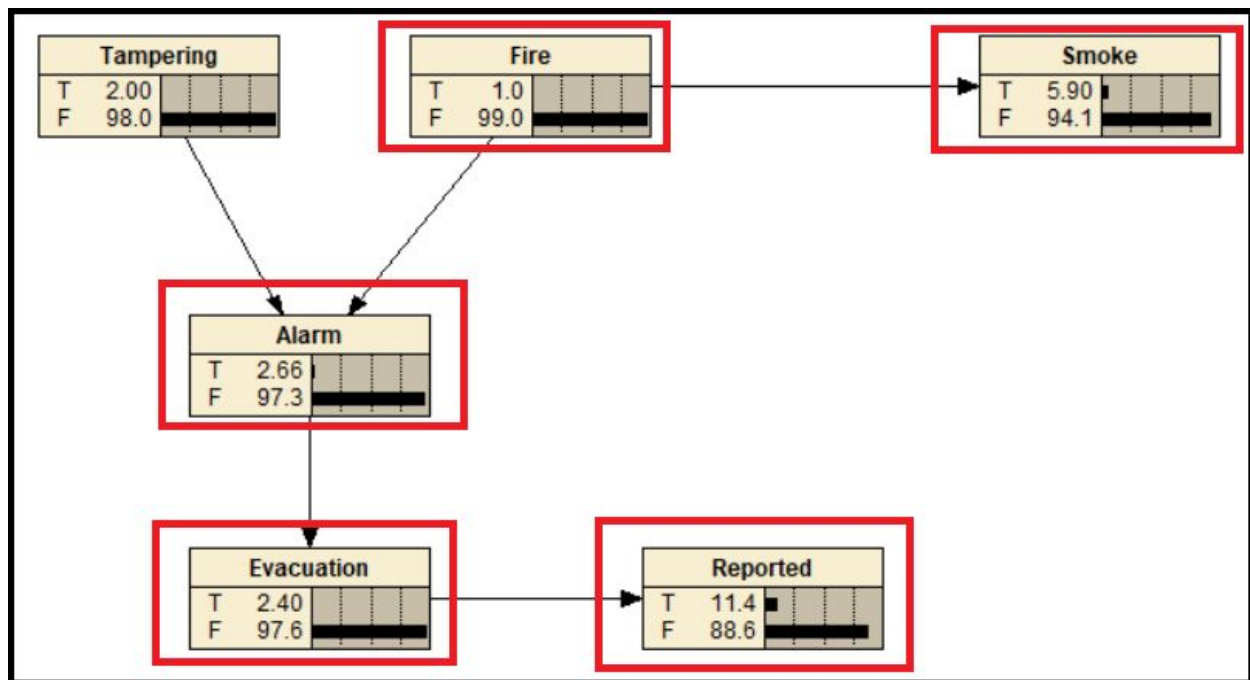 Tampering
T 2.00
F 98.0
Fire
T 1.0
F 99.0
Smoke
T 5.90
F 94.1
Alarm
T 2.66
F 97.3
Evacuation
T 2.40
F 97.6
Reported
T 11.4
F 88.6